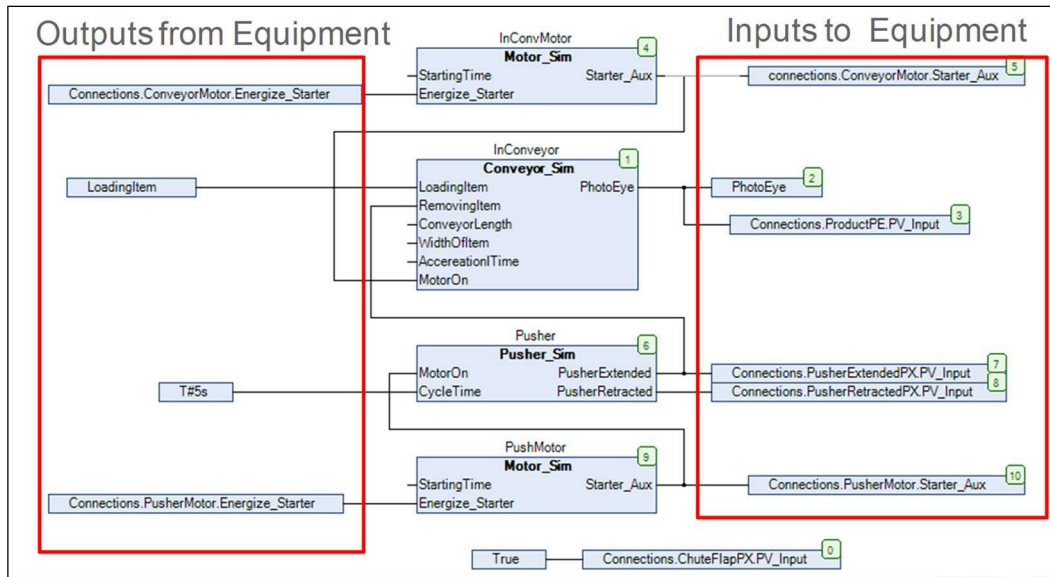 Outputs from Equipment
Inputs to Equipment
InConvMotor
4
Motor_Sim
StartingTime
Starter_Aux
5
connections.ConveyorMotor.Starter_Aux
Connections.ConveyorMotor.Energize_Starter
Energize_Starter
InConveyor
1
Conveyor_Sim
LoadingItem
LoadingItem
PhotoEye
2
PhotoEye
RemovingItem
3
Connections.ProductPE.PV_Input
ConveyorLength
WidthOfItem
AccereationlTime
MotorOn
Pusher
6
Pusher_Sim
7
MotorOn
PusherExtended
Connections.PusherExtendedPX.PV_Input
8
T#5s
CycleTime
PusherRetracted
Connections.PusherRetractedPX.PV_Input
PushMotor
9
Motor_Sim
10
StartingTime
Starter_Aux
Connections.PusherMotor.Starter_Aux
Connections.PusherMotor.Energize_Starter
Energize_Starter
0
True
Connections.ChuteFlapPX.PV_Input